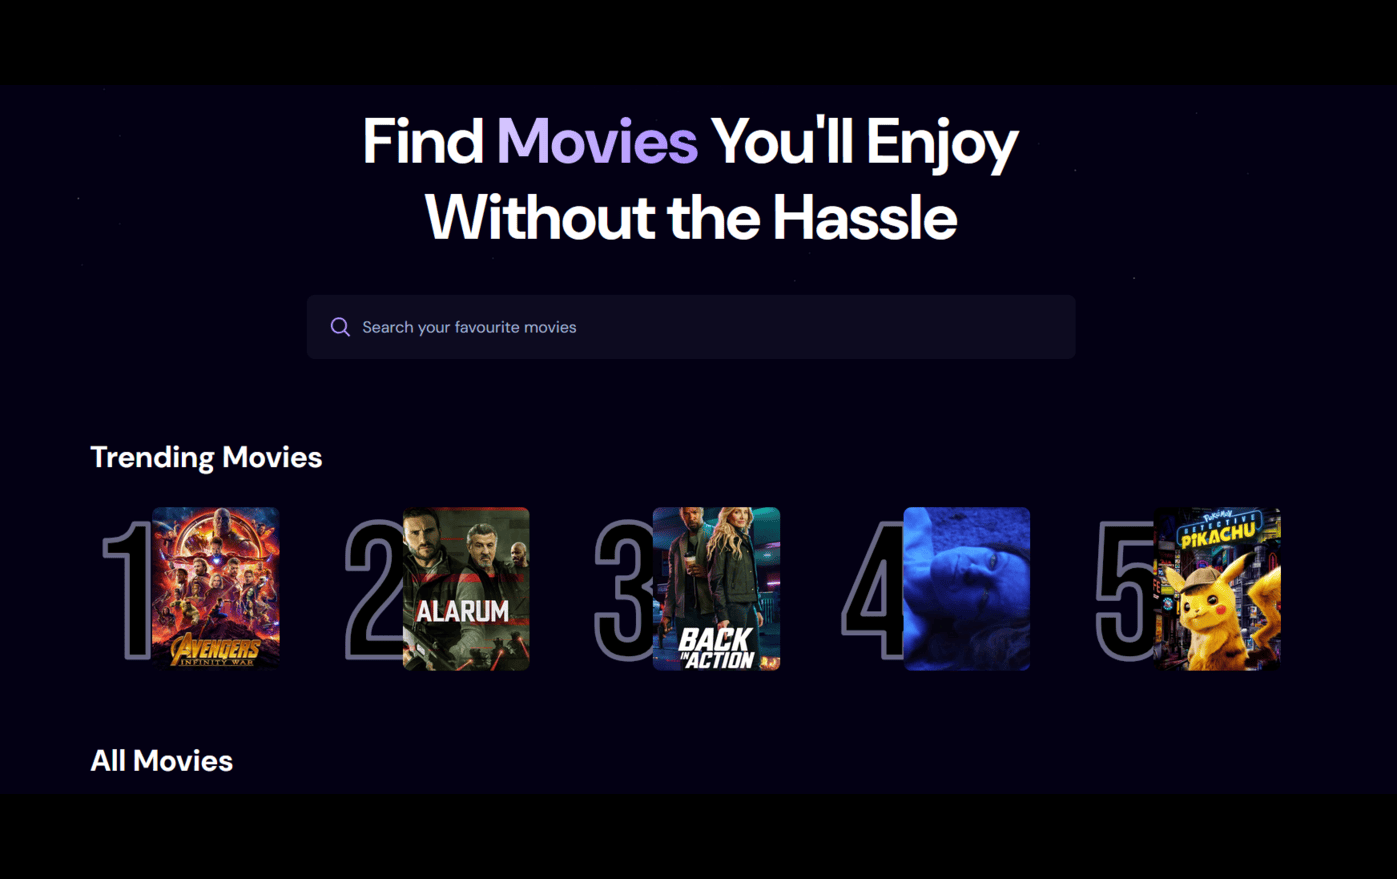 Find Movies You'll Enjoy
Without the Hassle
Search your favourite movies
Trending Movies
1
AVENGERS
INFINITY WAR
2
ALARUM
3
BACK
IN ACTION
4
5
POKÉMON
DETECTIVE
PIKACHU
All Movies